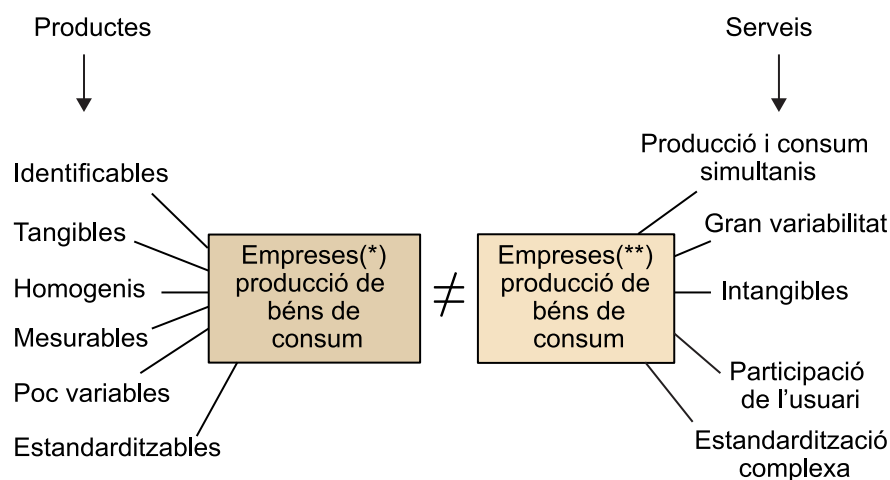 Productes
Identificables
Tangibles
Homogenis
Mesurables
Poc variables
Estandarditzables
Empreses(*)
producció de
béns de
consum
≠
Empreses(**)
producció de
béns de
consum
Serveis
Producció i consum
simultanis
Gran variabilitat
Intangibles
Participació
de l'usuari
Estandardització
complexa